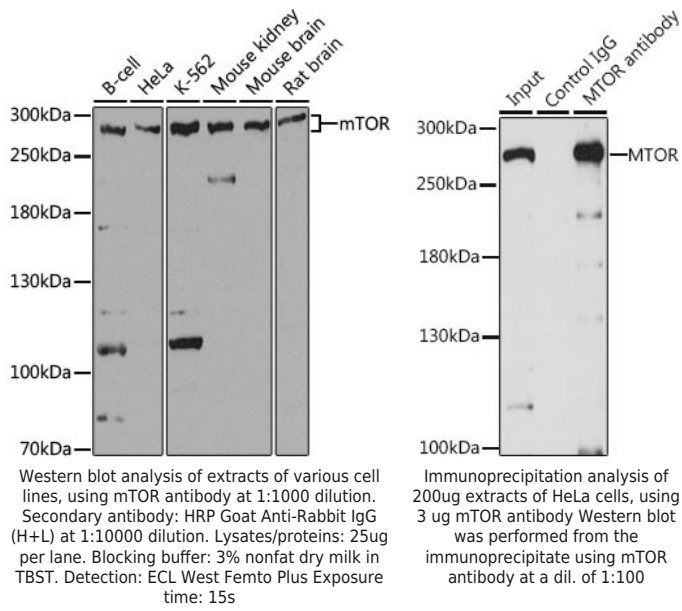 B-cell
HeLa
K-562
Mouse kidney
Mouse brain
Rat brain
300kDa
250kDa
180kDa
130kDa
100kDa
70kDa
mTOR
Western blot analysis of extracts of various cell
lines, using mTOR antibody at 1:1000 dilution.
Secondary antibody: HRP Goat Anti-Rabbit IgG
(H+L) at 1:10000 dilution. Lysates/proteins: 25ug
per lane. Blocking buffer: 3% nonfat dry milk in
TBST. Detection: ECL West Femto Plus Exposure
time: 15s
Input
Control IgG
MTOR antibody
300kDa
250kDa
180kDa
130kDa
100kDa
MTOR
Immunoprecipitation analysis of
200ug extracts of HeLa cells, using
3 ug mTOR antibody Western blot
was performed from the
immunoprecipitate using mTOR
antibody at a dil. of 1:100